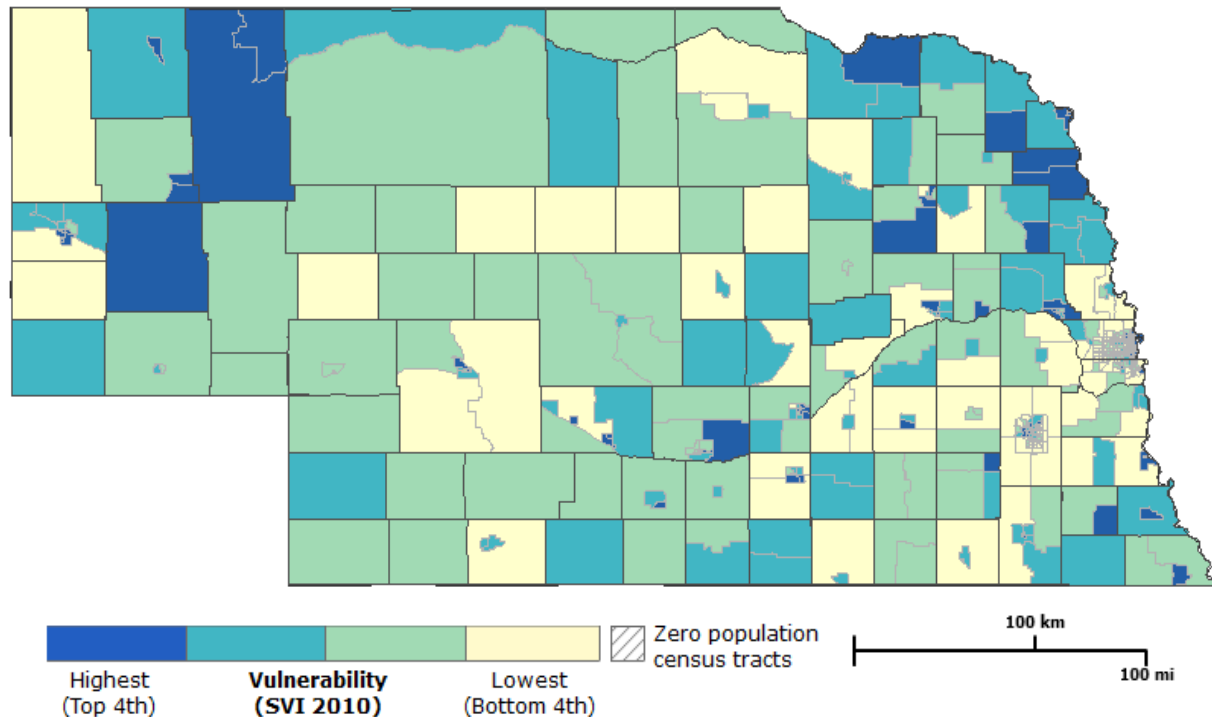 Highest
(Top 4th)
Vulnerability
(SVI 2010)
Lowest
(Bottom 4th)
Zero population
census tracts
100 km
100 mi